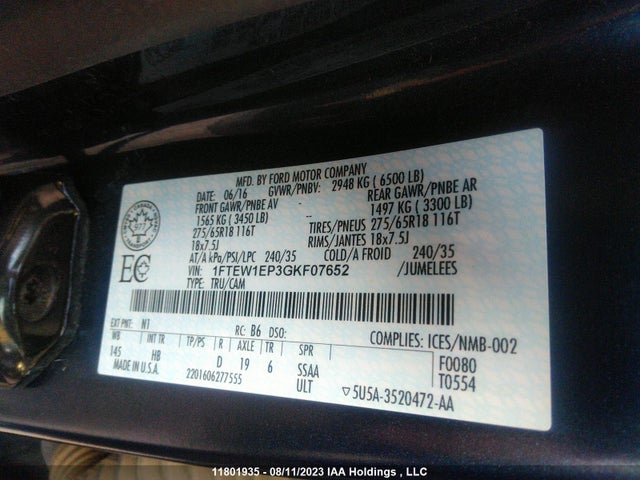 MFD. BY FORD MOTOR COMPANY
DATE: 06/16 GVWR/PNBV: 2948 KG ( 6500 LB)
FRONT GAWR/PNBE AV REAR GAWR/PNBE AR
1565 KG ( 3450 LB) -- 1497 KG ( 3300 LB)
275/65R18 116T TIRES/PNEUS 275/65R18 116T
18x7.5J RIMS/JANTES 18x7.5J
AT/A kPa/PSI/LPC 240/35 COLD/A FROID 240/35
VIN: 1FTEW1EP3GKF07652 /JUMELEES
TYPE: TRU/CAM
EC
EXT PNT: N1 RC: B6 DSO: COMPLIES: ICES/NMB-002
WB INT TR TP/PS R AXLE TR SPR F0080
145 HB D 19 6 SSAA T0554
MADE IN U.S.A. 2201606277555 ULT ▽5U5A-3520472-AA
11801935 - 08/11/2023 IAA Holdings , LLC